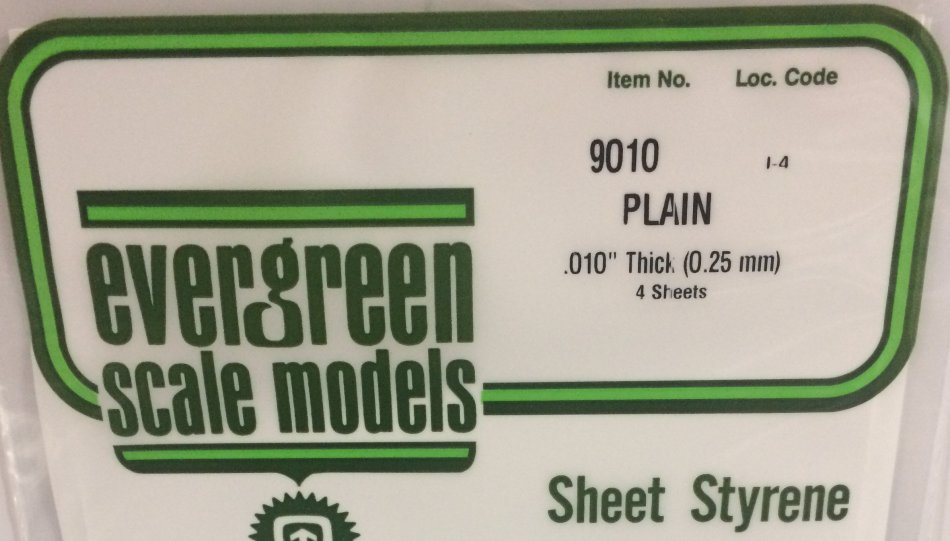 Item No. Loc. Code
9010 I-4
PLAIN
.010" Thick (0.25 mm)
4 Sheets
evergreen
scale models
Sheet Styrene